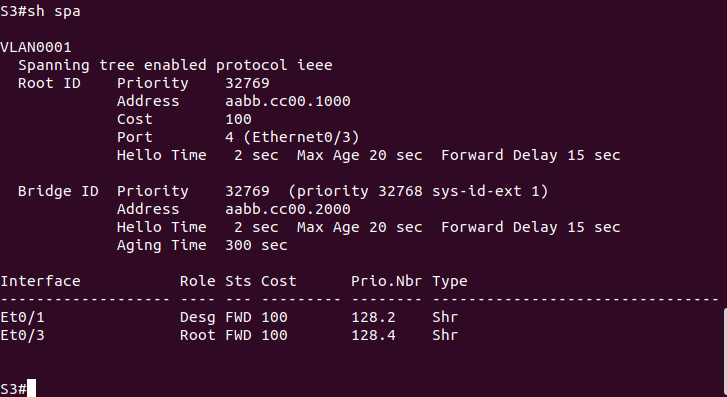 S3#sh spa
VLAN0001
  Spanning tree enabled protocol ieee
  Root ID    Priority    32769
             Address     aabb.cc00.1000
             Cost        100
             Port        4 (Ethernet0/3)
             Hello Time   2 sec  Max Age 20 sec  Forward Delay 15 sec
  Bridge ID  Priority    32769  (priority 32768 sys-id-ext 1)
             Address     aabb.cc00.2000
             Hello Time   2 sec  Max Age 20 sec  Forward Delay 15 sec
             Aging Time  300 sec
Interface           Role Sts Cost      Prio.Nbr Type
------------------- ---- --- --------- -------- --------------------------------
Et0/1               Desg FWD 100       128.2    Shr
Et0/3               Root FWD 100       128.4    Shr
S3#